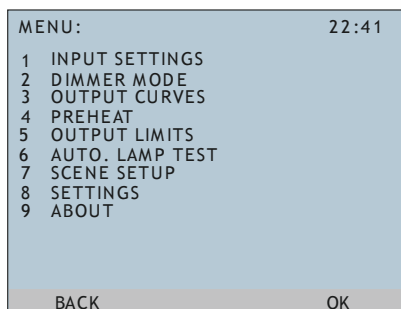 MENU: 22:41
1 INPUT SETTINGS
2 DIMMER MODE
3 OUTPUT CURVES
4 PREHEAT
5 OUTPUT LIMITS
6 AUTO. LAMP TEST
7 SCENE SETUP
8 SETTINGS
9 ABOUT
BACK OK